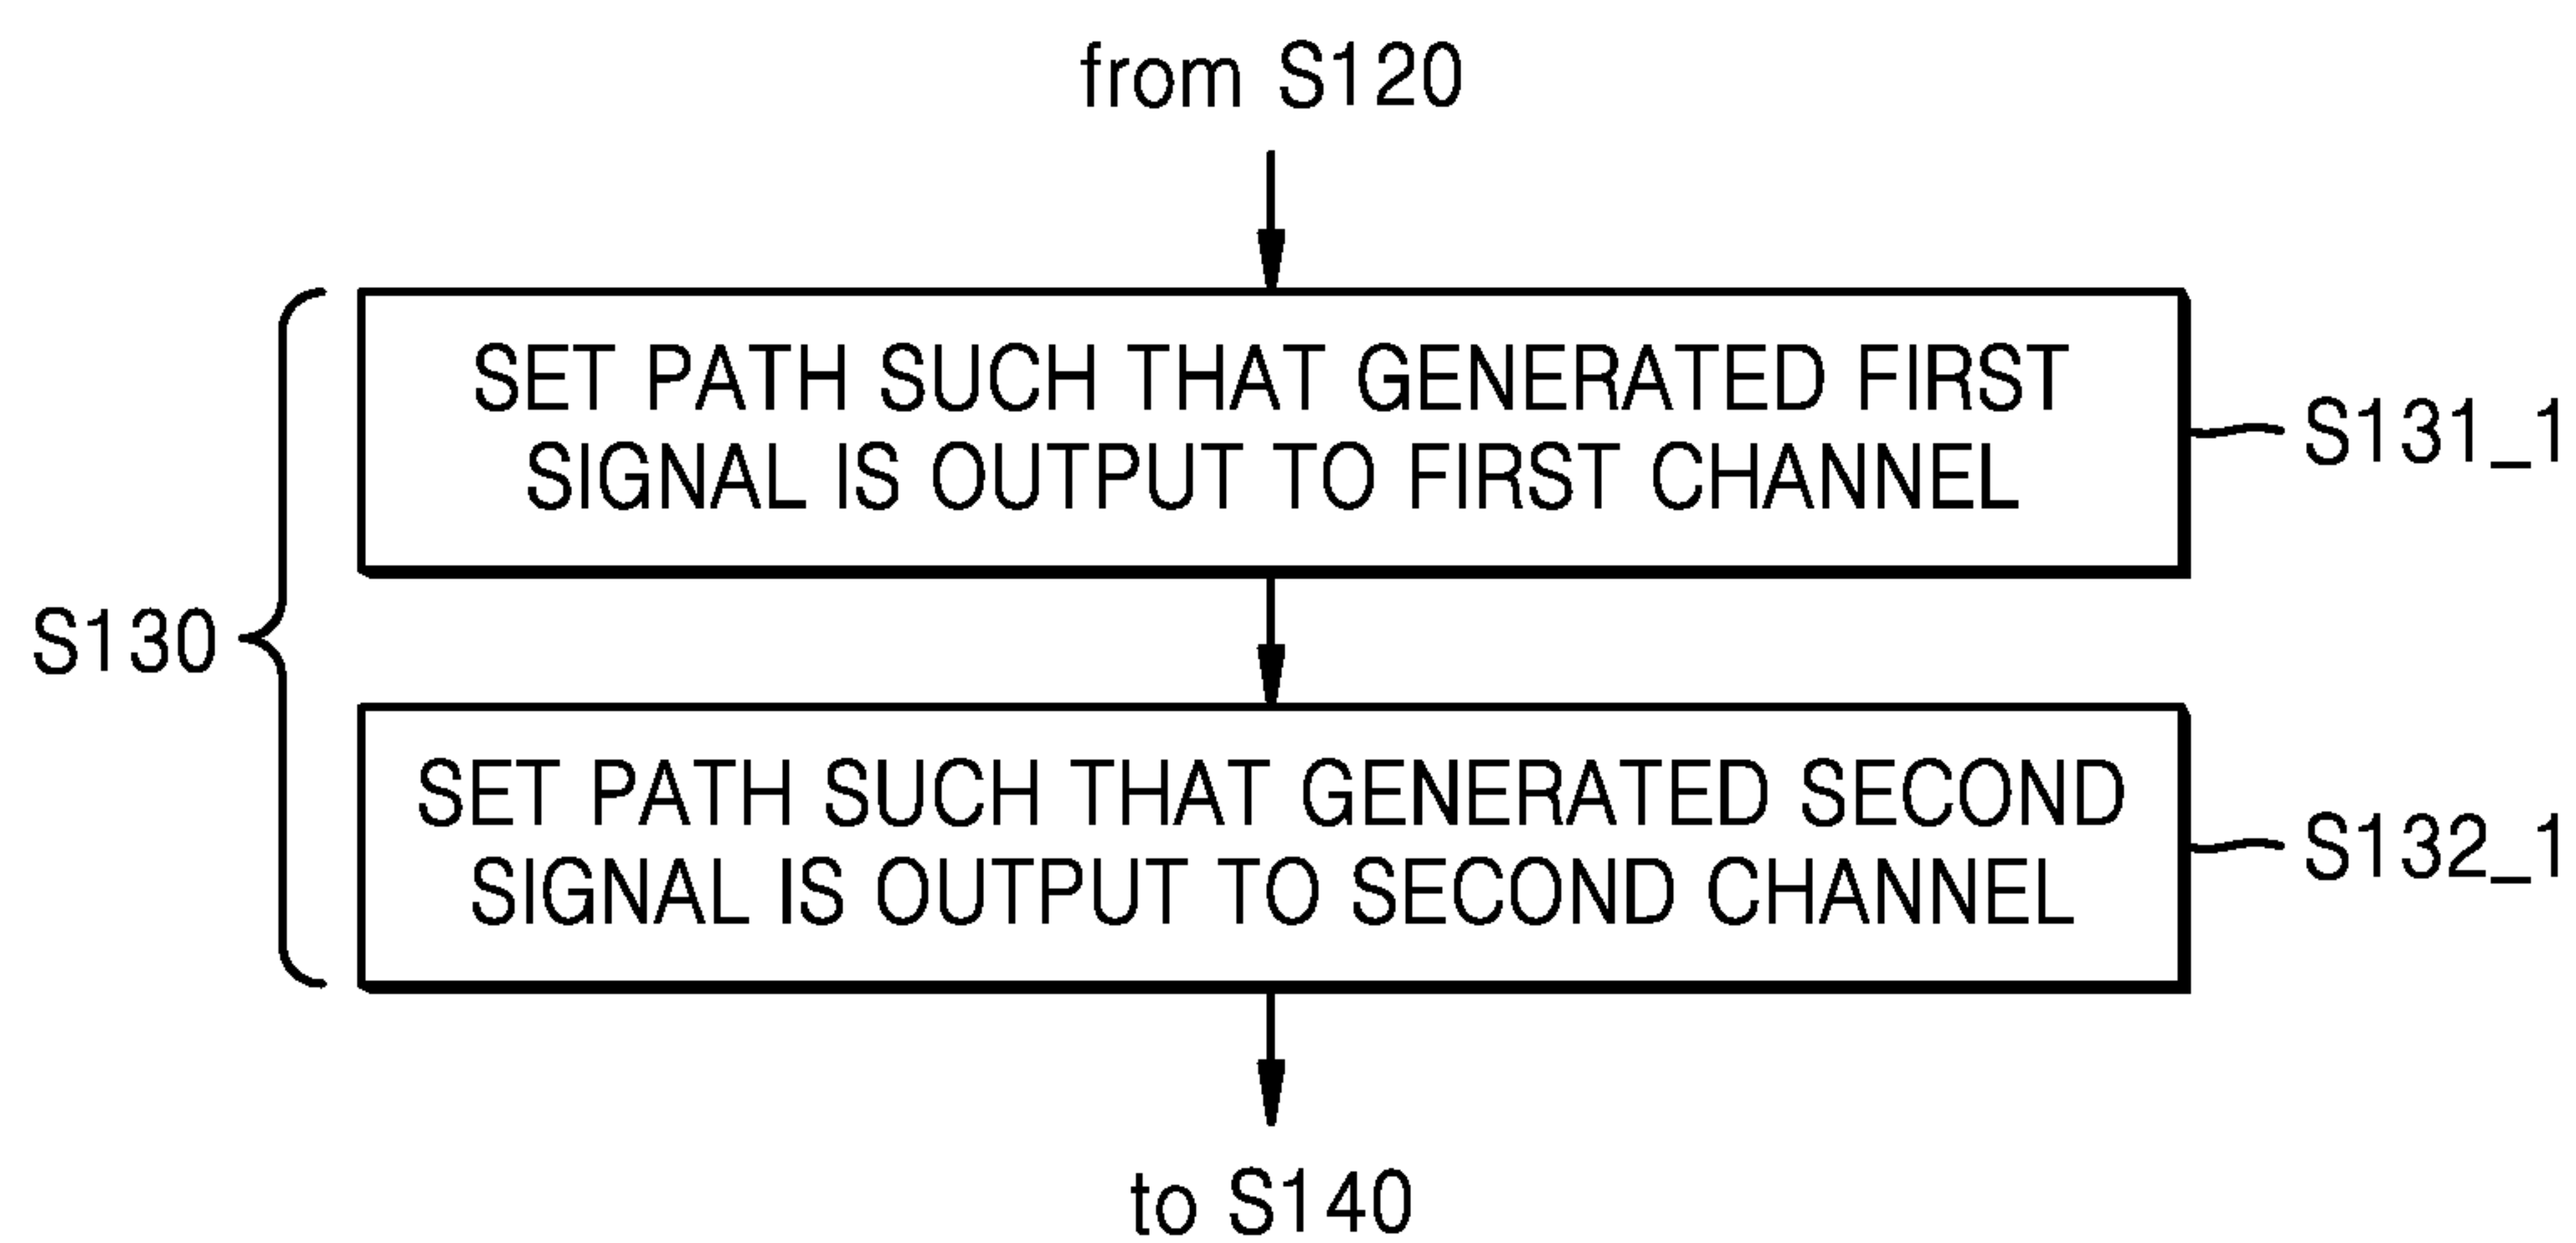 from S120
SET PATH SUCH THAT GENERATED FIRST
SIGNAL IS OUTPUT TO FIRST CHANNEL
S131_1
S130
SET PATH SUCH THAT GENERATED SECOND
SIGNAL IS OUTPUT TO SECOND CHANNEL
S132_1
to S140